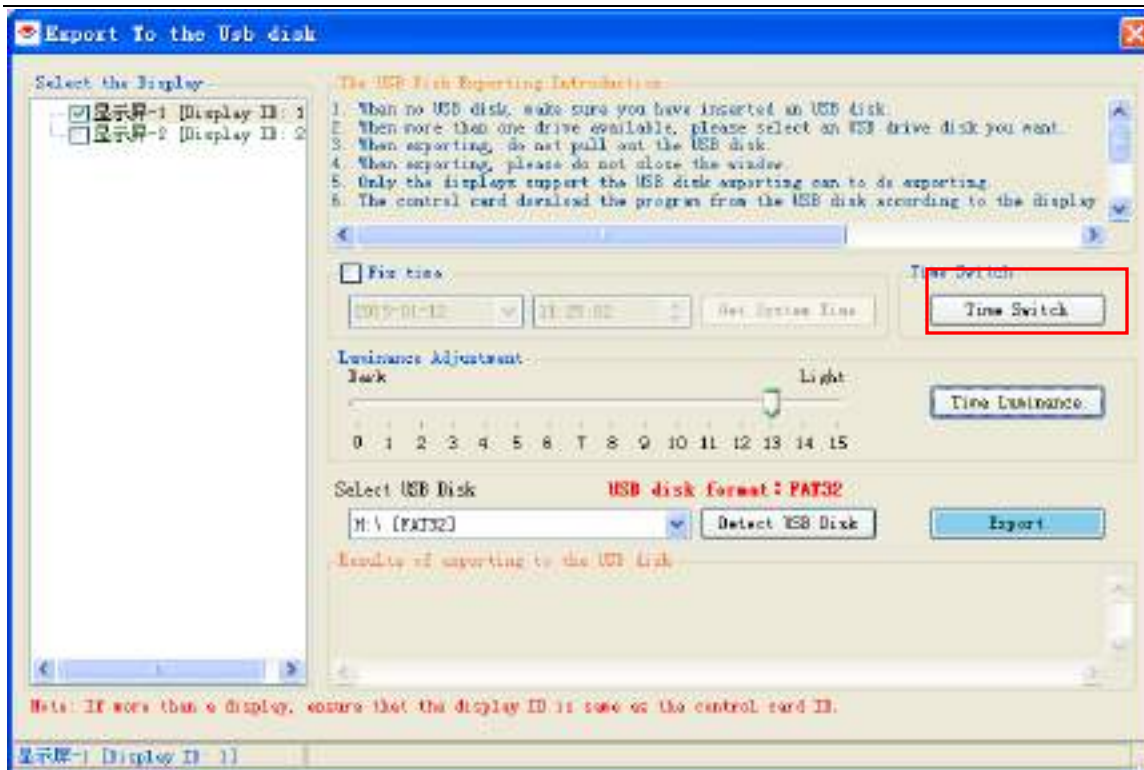 Export To the Usb disk
Select the Display
显示屏-1 [Display ID: 1
显示屏-2 [Display ID: 2
The USB Disk Exporting Introduction
1. When no USB disk, make sure you have inserted an USB disk.
2. When more than one drive available, please select an USB drive disk you want.
3. When exporting, do not pull out the USB disk.
4. When exporting, please do not close the window.
5. Only the displays support the USB disk exporting can to do exporting.
6. The control card download the program from the USB disk according to the display
Fix time
Time Switch
Get System Time
Time Switch
Luminance Adjustment
Dark Light
Time Luminance
0 1 2 3 4 5 6 7 8 9 10 11 12 13 14 15
Select USB Disk USB disk format: FAT32
H:\ [FAT32] Detect USB Disk Export
Results of exporting to the USB disk
Note: If more than a display, ensure that the display ID is same as the control card ID.
显示屏-1 [Display ID: 1]